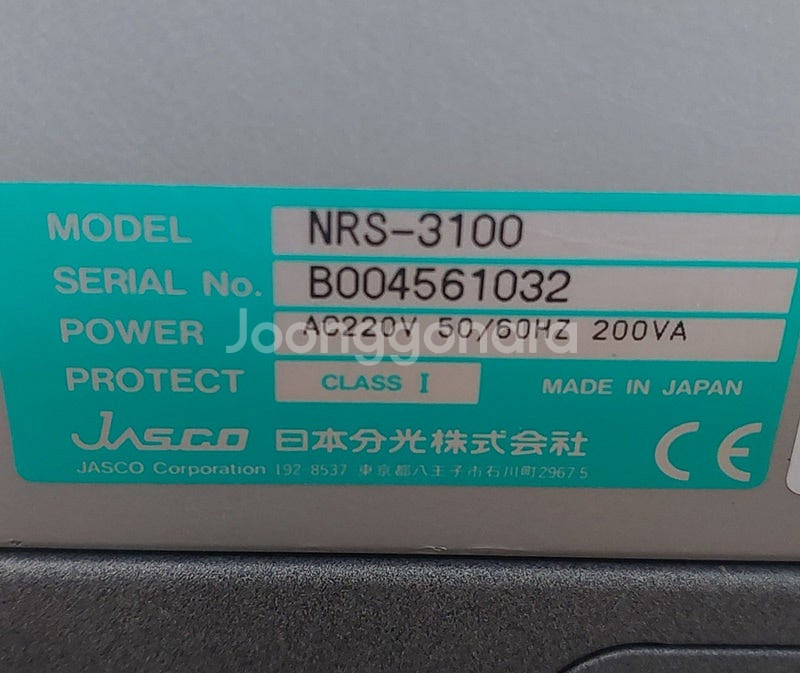 MODEL NRS-3100
SERIAL No. B004561032
POWER AC220V 50/60HZ 200VA
Joonggonara
PROTECT CLASS I MADE IN JAPAN
JASCO 日本分光株式会社 CE
JASCO Corporation 192-8537 東京都八王子市石川町2967-5